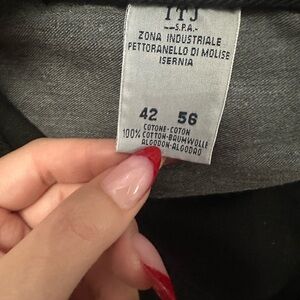 ITJ
S.P.A.
ZONA INDUSTRIALE
PETTORANELLO DI MOLISE
ISERNIA
42 56
COTONE-COTON
100% COTTON-BAUMWOLLE
ALGODON-ALGODAO